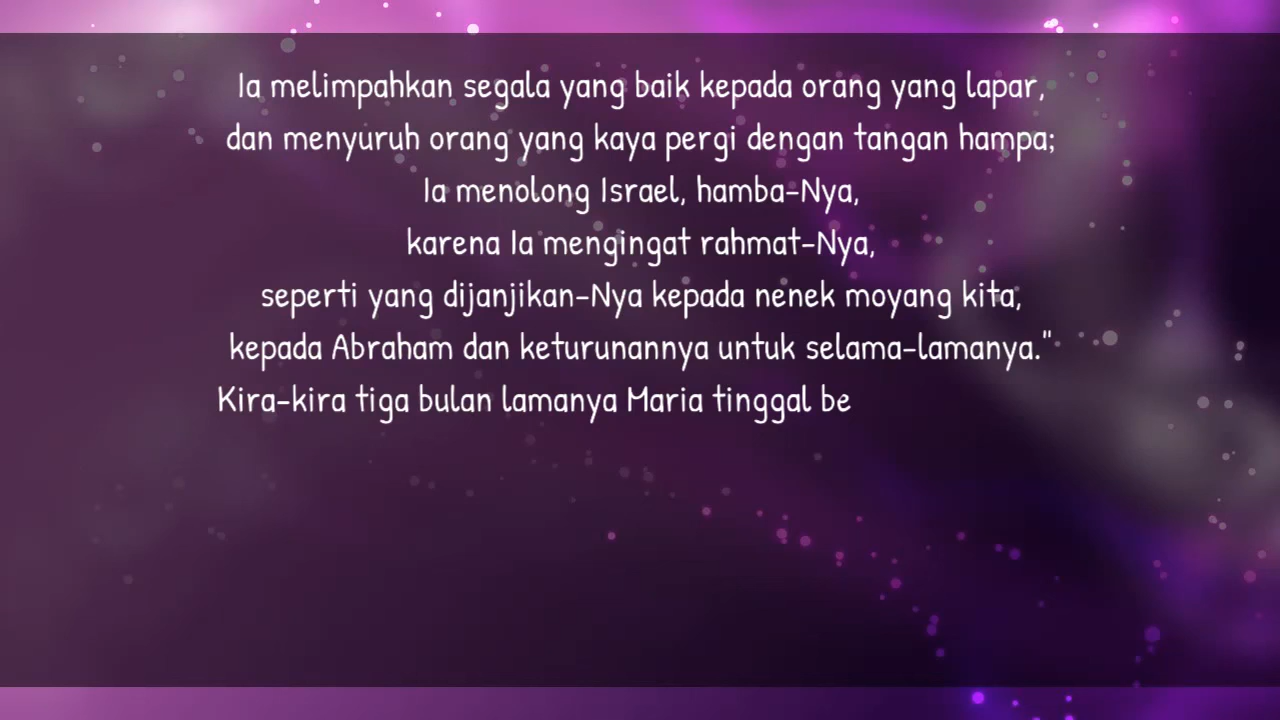 Ia melimpahkan segala yang baik kepada orang yang lapar,
dan menyuruh orang yang kaya pergi dengan tangan hampa;
Ia menolong Israel, hamba-Nya,
karena Ia mengingat rahmat-Nya,
seperti yang dijanjikan-Nya kepada nenek moyang kita,
kepada Abraham dan keturunannya untuk selama-lamanya."
Kira-kira tiga bulan lamanya Maria tinggal be